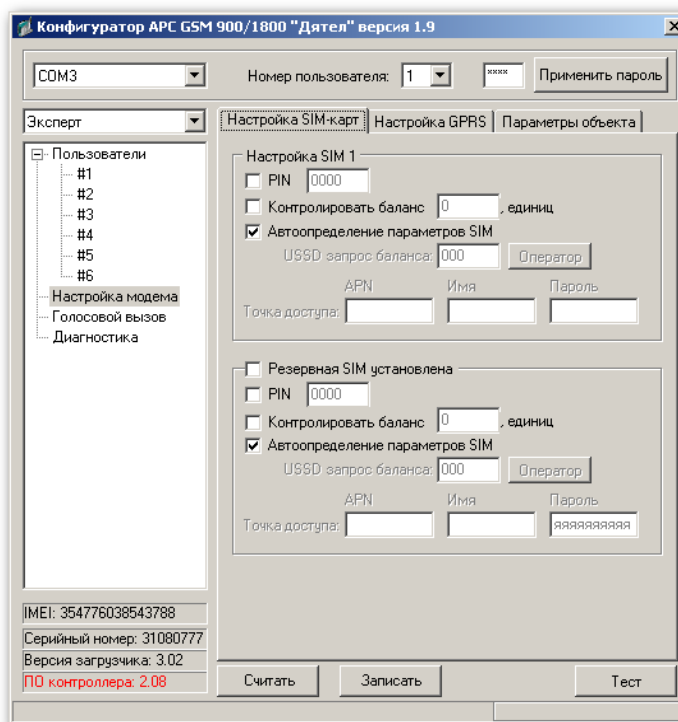 Конфигуратор АРС GSM 900/1800 "Дятел" версия 1.9
COM3 Номер пользователя: 1 **** Применить пароль
Эксперт
Пользователи
#1
#2
#3
#4
#5
#6
Настройка модема
Голосовой вызов
Диагностика
IMEI: 354776038543788
Серийный номер: 31080777
Версия загрузчика: 3.02
ПО контроллера: 2.08
Настройка SIM-карт Настройка GPRS Параметры объекта
Настройка SIM 1
PIN 0000
Контролировать баланс 0 , единиц
Автоопределение параметров SIM
USSD запрос баланса: 000 Оператор
APN Имя Пароль
Точка доступа:
Резервная SIM установлена
PIN 0000
Контролировать баланс 0 , единиц
Автоопределение параметров SIM
USSD запрос баланса: 000 Оператор
APN Имя Пароль
Точка доступа: яяяяяяяяяя
Считать Записать Тест